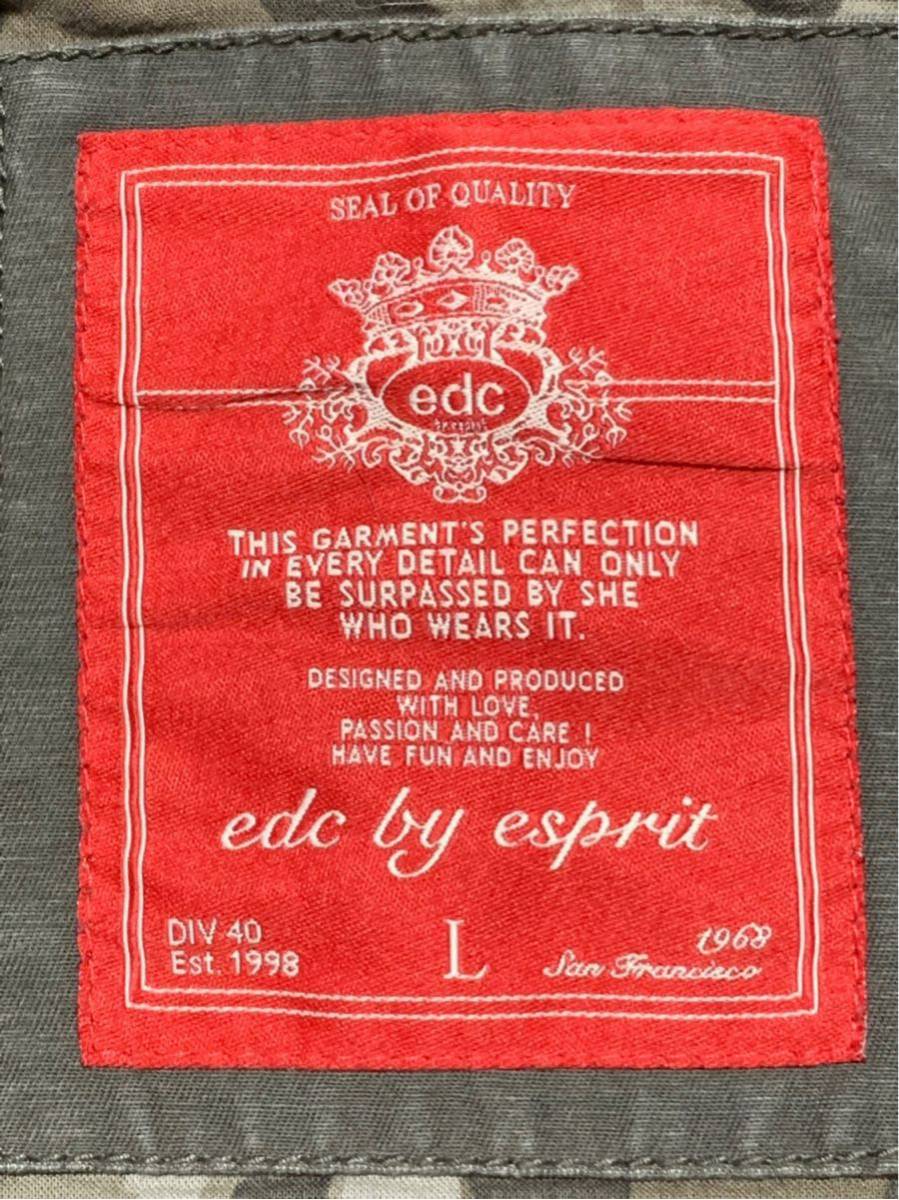 SEAL OF QUALITY
edc
THIS GARMENT'S PERFECTION
IN EVERY DETAIL CAN ONLY
BE SURPASSED BY SHE
WHO WEARS IT.
DESIGNED AND PRODUCED
WITH LOVE,
PASSION AND CARE !
HAVE FUN AND ENJOY
edc by esprit
DIV 40
Est. 1998
L
1968
San Francisco